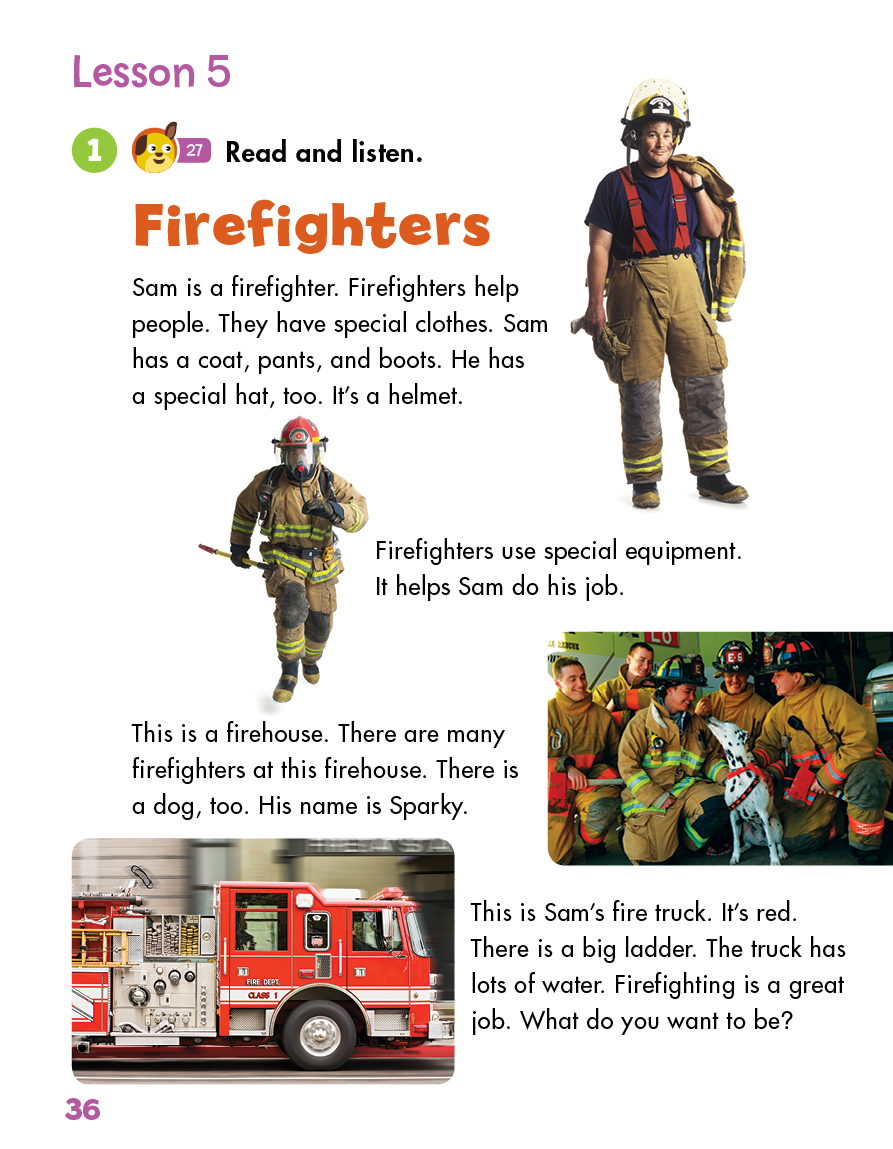 Lesson 5
1
27
Read and listen.
Firefighters
Sam is a firefighter. Firefighters help
people. They have special clothes. Sam
has a coat, pants, and boots. He has
a special hat, too. It's a helmet.
3
Firefighters use special equipment.
It helps Sam do his job.
E-6
This is a firehouse. There are many
firefighters at this firehouse. There is
a dog, too. His name is Sparky.
FIRE DEPT.
CLASS 1
This is Sam's fire truck. It's red.
There is a big ladder. The truck has
lots of water. Firefighting is a great
job. What do you want to be?
36